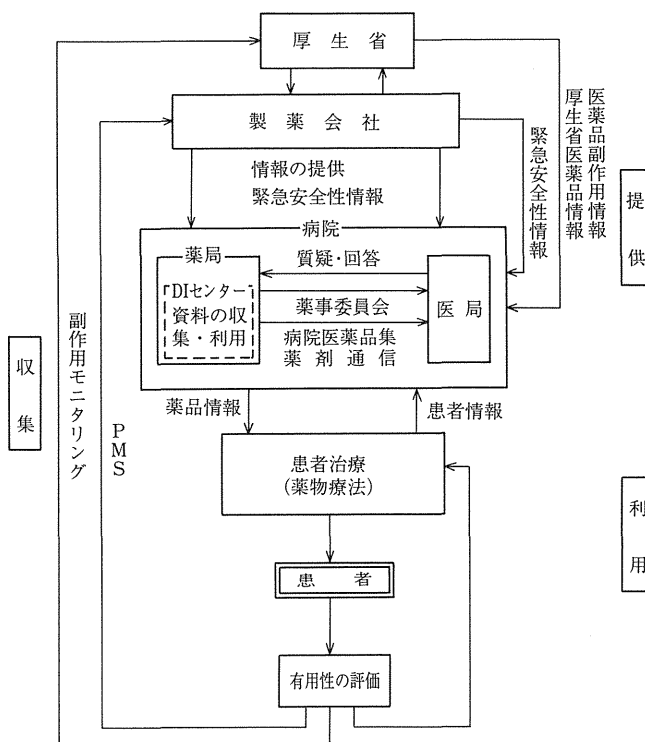 厚生省
製薬会社
情報の提供
緊急安全性情報
緊急安全性情報
医薬品副作用情報
厚生省医薬品情報
提供
病院
薬局
質疑・回答
DIセンター
資料の収
集・利用
薬事委員会
病院医薬品集
薬剤通信
医局
収集
副作用モニタリング
PMS
薬品情報
患者情報
患者治療
(薬物療法)
利用
患者
有用性の評価